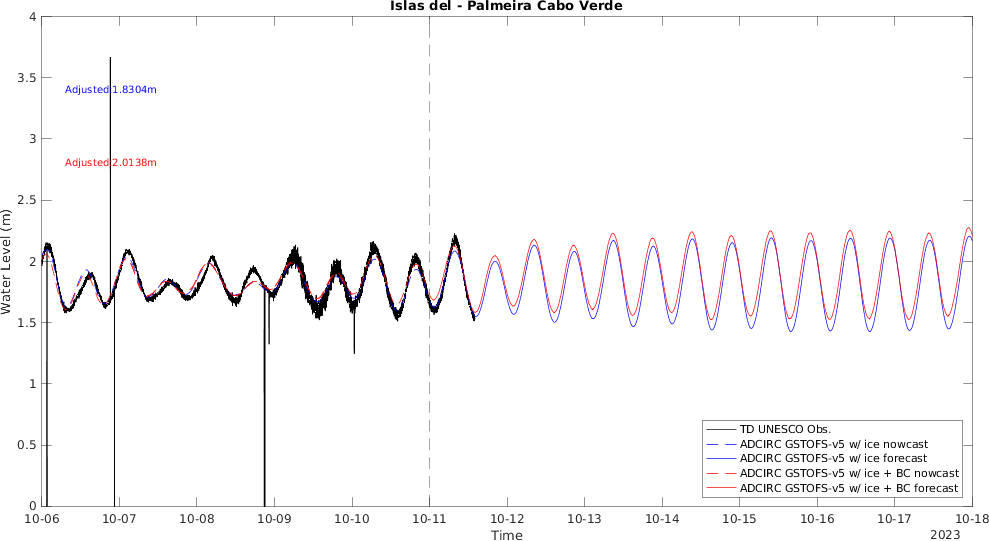 Islas del - Palmeira Cabo Verde
4
3.5
3
2.5
2
1.5
1
0.5
0
Water Level (m)
Adjusted 1.8304m
Adjusted 2.0138m
TD UNESCO Obs.
ADCIRC GSTOFS-v5 w/ ice nowcast
ADCIRC GSTOFS-v5 w/ ice forecast
ADCIRC GSTOFS-v5 w/ ice + BC nowcast
ADCIRC GSTOFS-v5 w/ ice + BC forecast
10-06 10-07 10-08 10-09 10-10 10-11 10-12 10-13 10-14 10-15 10-16 10-17 10-18
Time
2023